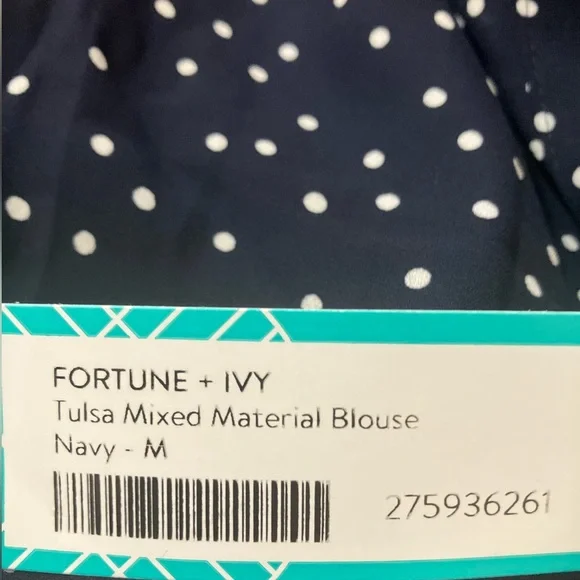 FORTUNE + IVY
Tulsa Mixed Material Blouse
Navy - M
275936261